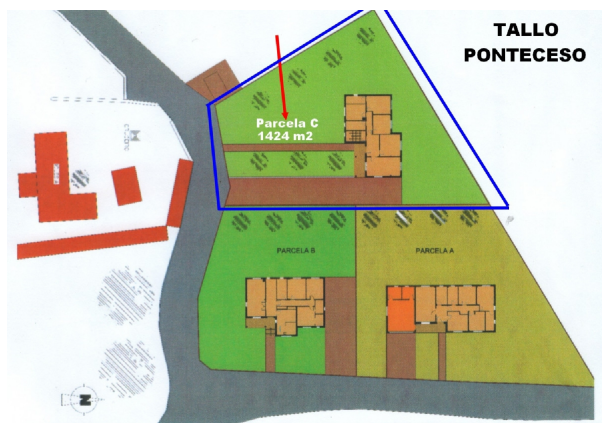 TALLO
PONTECESO
Parcela C
1424 m2
PARCELA B
PARCELA A
N